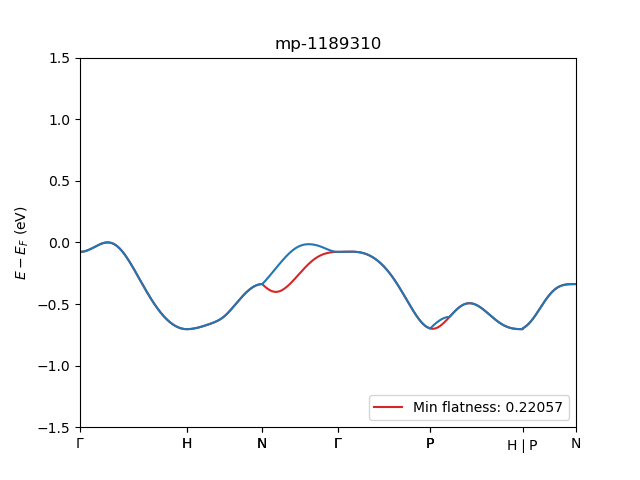 mp-1189310
1.5
1.0
0.5
0.0
−0.5
−1.0
−1.5
E − E_F (eV)
Min flatness: 0.22057
Γ H N Γ P H | P N